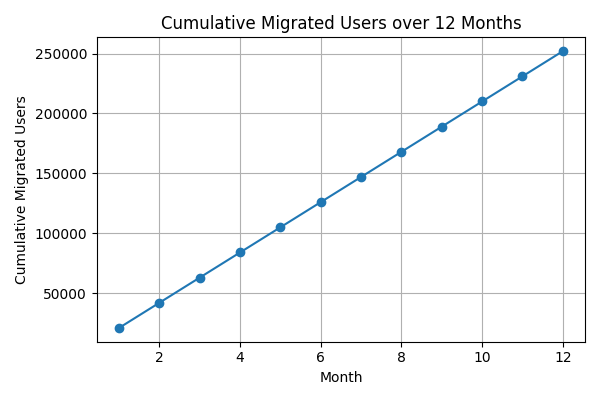 Cumulative Migrated Users over 12 Months
250000
200000
150000
100000
50000
Cumulative Migrated Users
2 4 6 8 10 12
Month